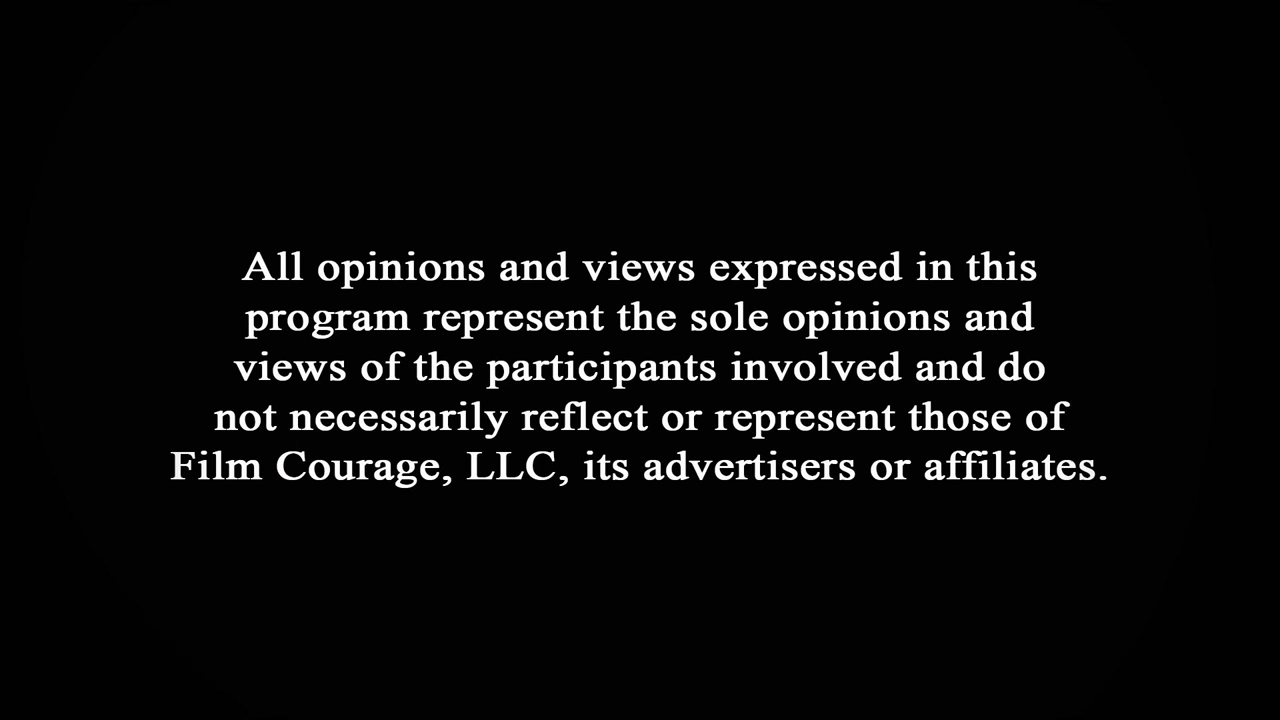 All opinions and views expressed in this
program represent the sole opinions and
views of the participants involved and do
not necessarily reflect or represent those of
Film Courage, LLC, its advertisers or affiliates.